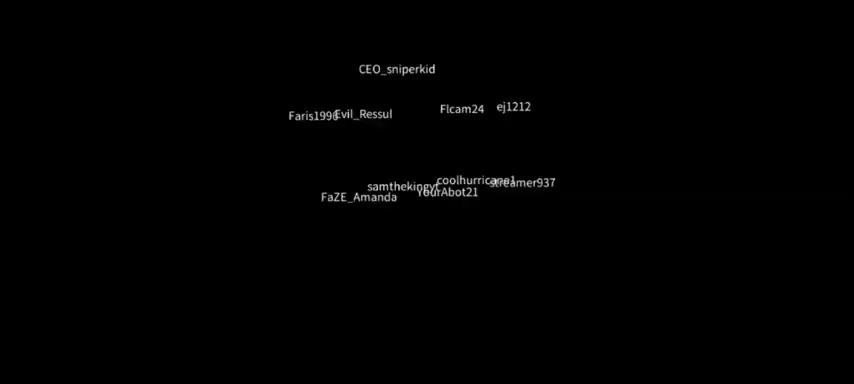 CEO_sniperkid
Faris1996 Evil_Ressul Flcam24 ej1212
samthekingyt coolhurricane1 streamer937
FaZE_Amanda YourAbot21